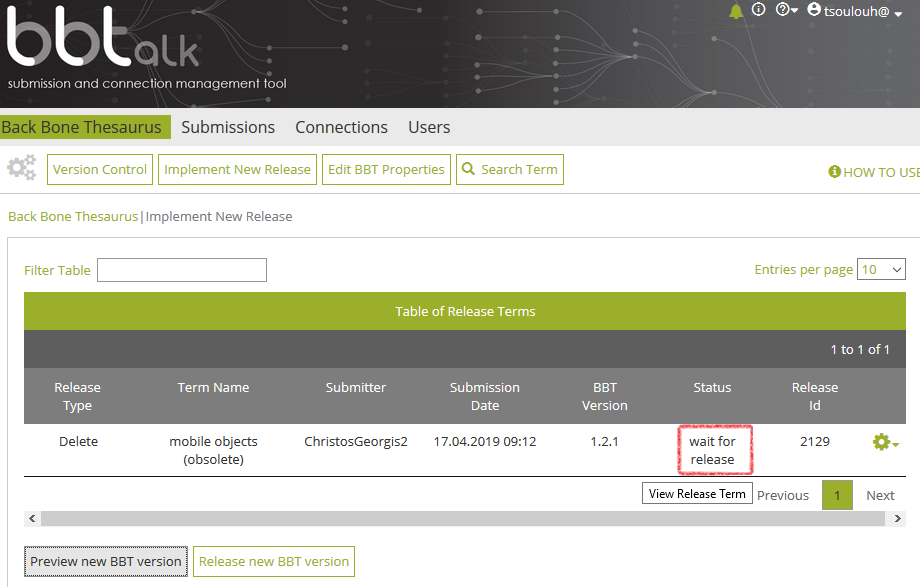 bbtalk
tsoulouh@
submission and connection management tool
Back Bone Thesaurus Submissions Connections Users
Version Control Implement New Release Edit BBT Properties Search Term
HOW TO USE
Back Bone Thesaurus|Implement New Release
Filter Table Entries per page 10
Table of Release Terms
1 to 1 of 1
Release Type Term Name Submitter Submission Date BBT Version Status Release Id
Delete mobile objects (obsolete) ChristosGeorgis2 17.04.2019 09:12 1.2.1 wait for release 2129
View Release Term Previous 1 Next
Preview new BBT version Release new BBT version